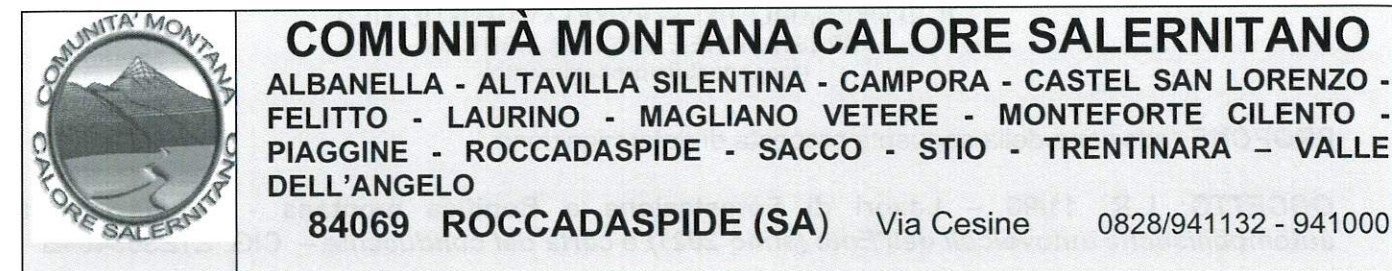 COMUNITA' MONTANA
CALORE SALERNITANO
COMUNITÀ MONTANA CALORE SALERNITANO
ALBANELLA - ALTAVILLA SILENTINA - CAMPORA - CASTEL SAN LORENZO -
FELITTO - LAURINO - MAGLIANO VETERE - MONTEFORTE CILENTO -
PIAGGINE - ROCCADASPIDE - SACCO - STIO - TRENTINARA – VALLE
DELL'ANGELO
84069 ROCCADASPIDE (SA) Via Cesine 0828/941132 - 941000